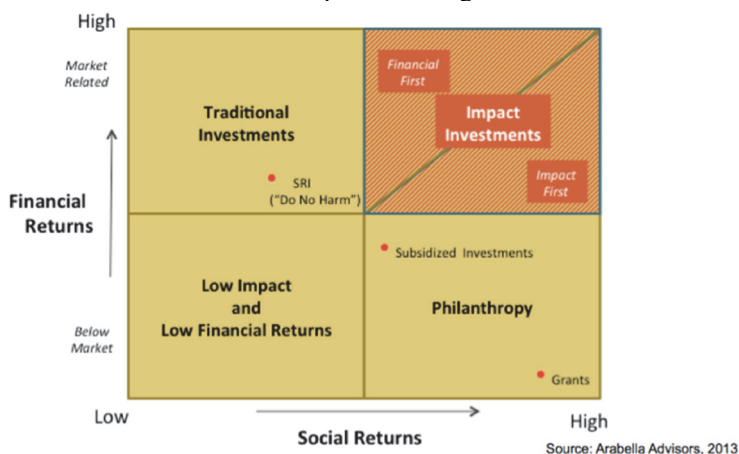 High
Market
Related
Financial
First
Traditional
Investments
Impact
Investments
Impact
First
SRI
("Do No Harm")
Financial
Returns
Subsidized Investments
Low Impact
and
Low Financial Returns
Philanthropy
Below
Market
Grants
Low
High
Social Returns
Source: Arabella Advisors, 2013